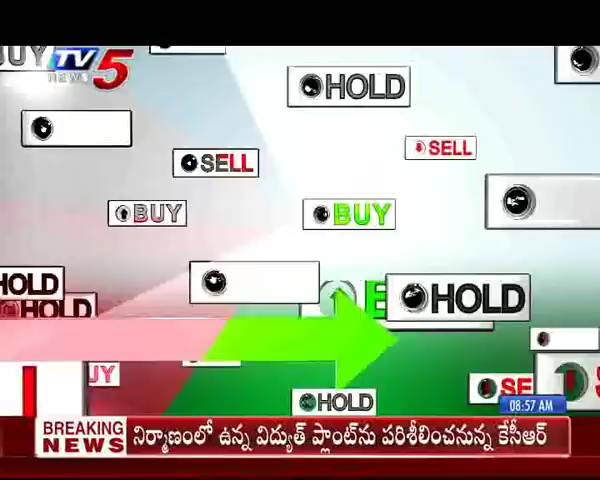 BUY
TV5
NEWS
HOLD
SELL
SELL
BUY
BUY
HOLD
HOLD
HOLD
HOLD
08:57 AM
BREAKING NEWS
నిర్మాణంలో ఉన్న విద్యుత్ ప్లాంట్‌ను పరిశీలించనున్న కేసీఆర్